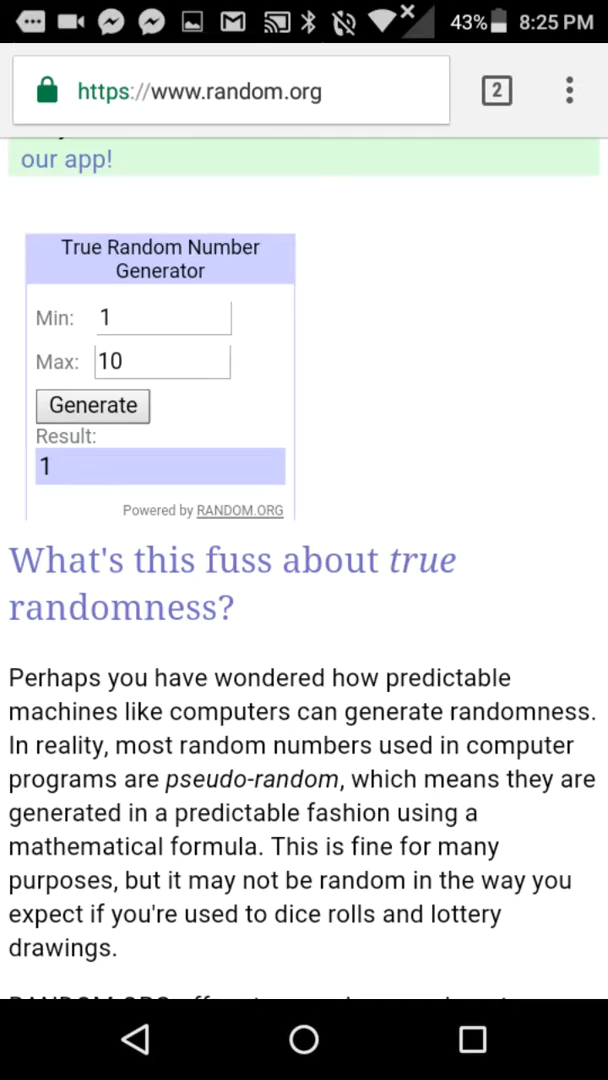 43% 8:25 PM
https://www.random.org 2
our app!
True Random Number
Generator
Min: 1
Max: 10
Generate
Result:
1
Powered by RANDOM.ORG
What's this fuss about true
randomness?
Perhaps you have wondered how predictable
machines like computers can generate randomness.
In reality, most random numbers used in computer
programs are pseudo-random, which means they are
generated in a predictable fashion using a
mathematical formula. This is fine for many
purposes, but it may not be random in the way you
expect if you're used to dice rolls and lottery
drawings.